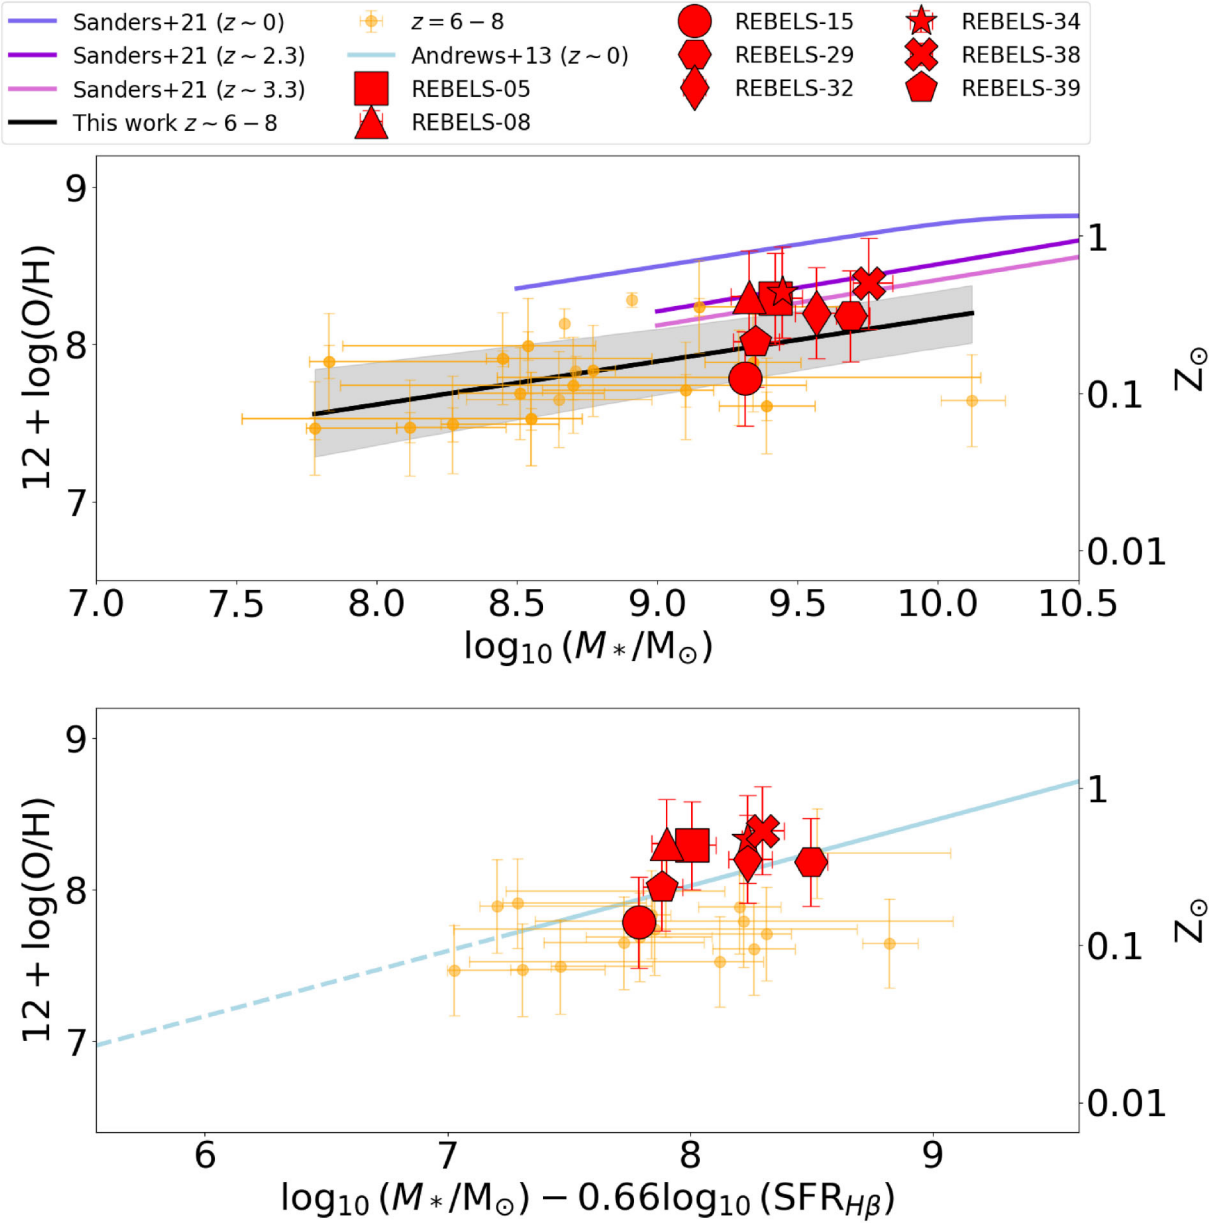 Sanders+21 (z ~ 0)
Sanders+21 (z ~ 2.3)
Sanders+21 (z ~ 3.3)
This work z ~ 6 − 8
z = 6 − 8
Andrews+13 (z ~ 0)
REBELS-05
REBELS-08
REBELS-15
REBELS-29
REBELS-32
REBELS-34
REBELS-38
REBELS-39
12 + log(O/H)
9
8
7
1
0.1
0.01
Z⊙
7.0 7.5 8.0 8.5 9.0 9.5 10.0 10.5
log₁₀ (M∗/M⊙)
12 + log(O/H)
9
8
7
1
0.1
0.01
Z⊙
6 7 8 9
log₁₀ (M∗/M⊙) − 0.66log₁₀ (SFR_Hβ)